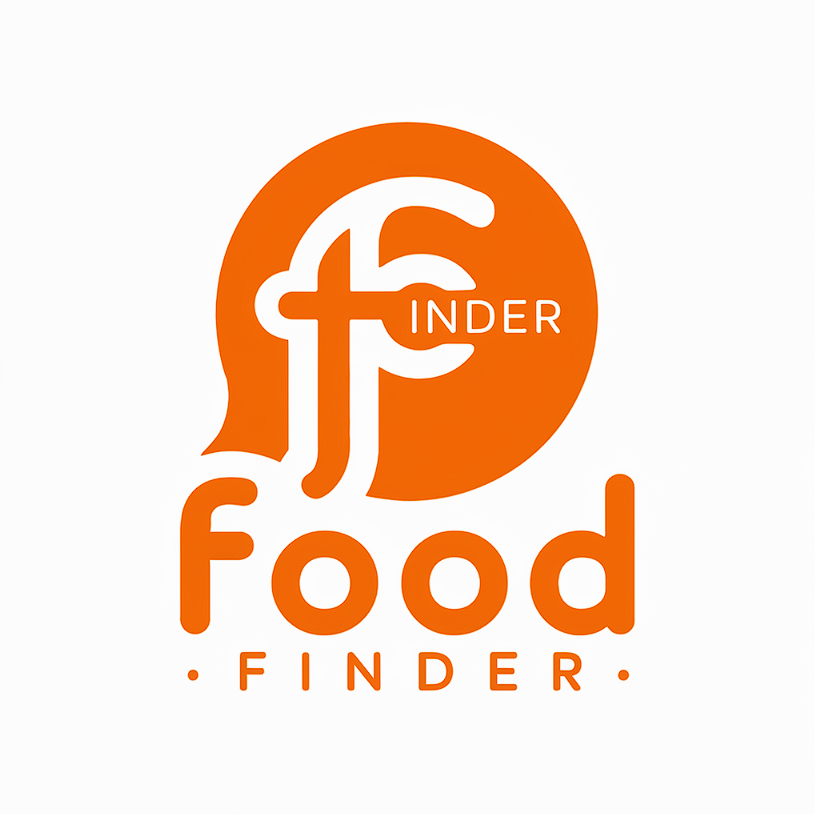 f INDER
food
· FINDER ·